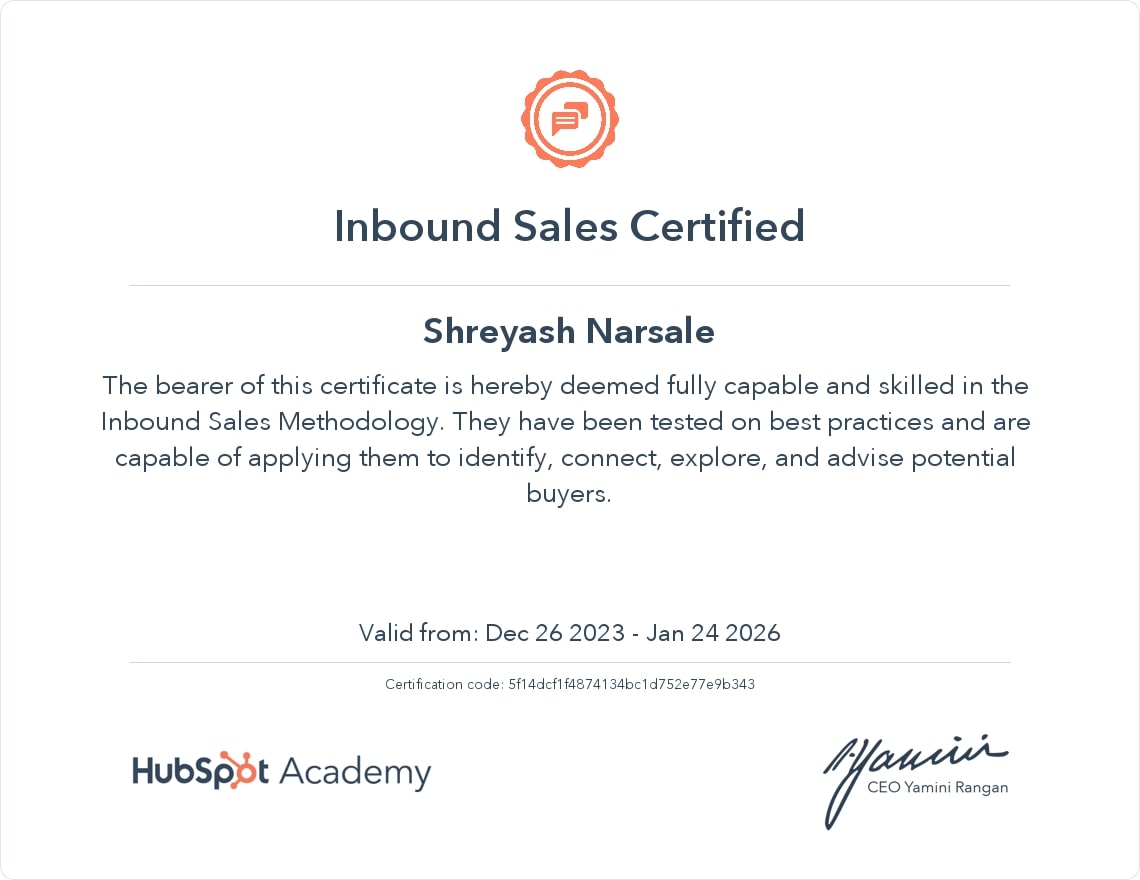 Inbound Sales Certified
Shreyash Narsale
The bearer of this certificate is hereby deemed fully capable and skilled in the
Inbound Sales Methodology. They have been tested on best practices and are
capable of applying them to identify, connect, explore, and advise potential
buyers.
Valid from: Dec 26 2023 - Jan 24 2026
Certification code: 5f14dcf1f4874134bc1d752e77e9b343
HubSpot Academy
CEO Yamini Rangan